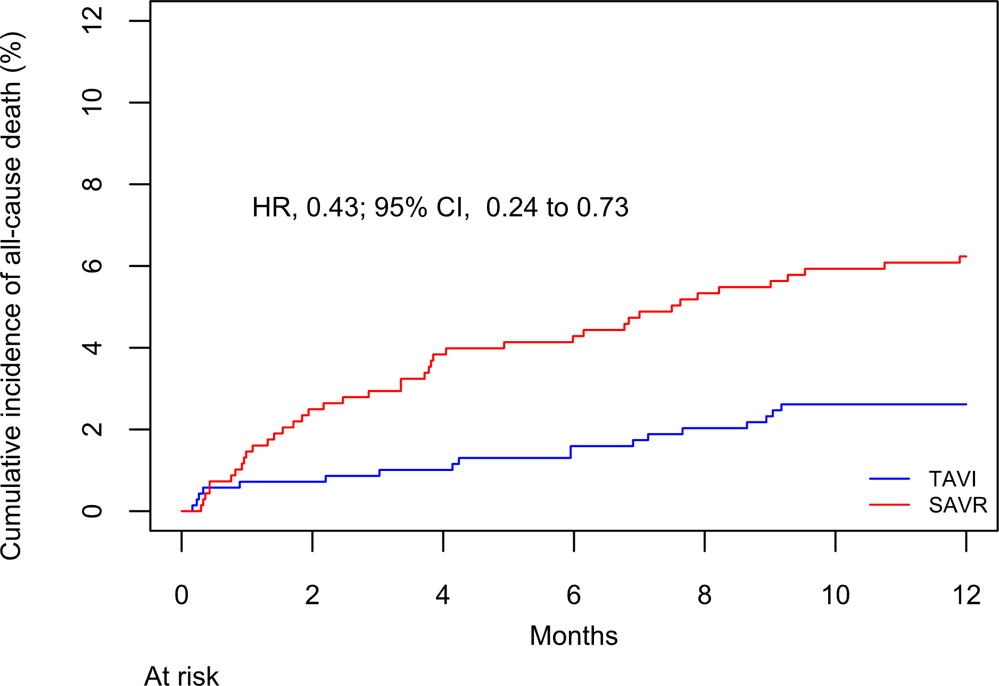 Cumulative incidence of all-cause death (%)
12
10
8
6
4
2
0
HR, 0.43; 95% CI,  0.24 to 0.73
TAVI
SAVR
0 2 4 6 8 10 12
Months
At risk